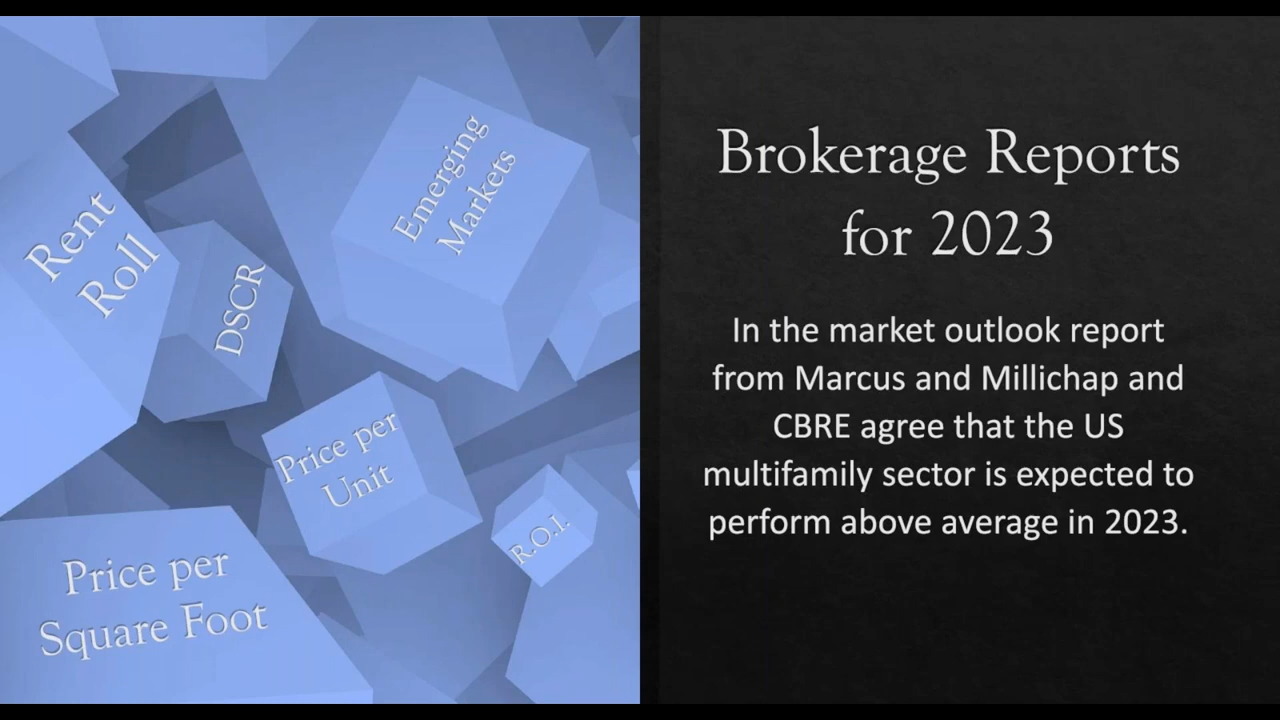 Rent
Roll
DSCR
Emerging
Markets
Price per
Unit
R.O.I.
Price per
Square Foot
Brokerage Reports
for 2023
In the market outlook report
from Marcus and Millichap and
CBRE agree that the US
multifamily sector is expected to
perform above average in 2023.